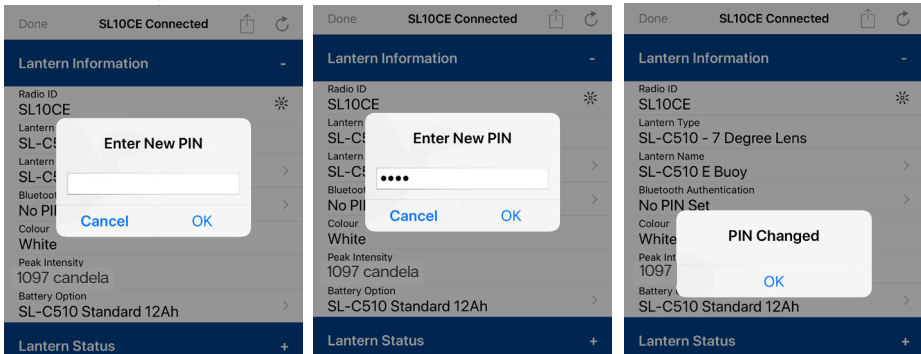 Done SL10CE Connected
Lantern Information -
Radio ID
SL10CE
Lantern
SL-C5
Enter New PIN
Lantern
SL-C5
Bluetoot
No PI
Cancel OK
Colour
White
Peak Intensity
1097 candela
Battery Option
SL-C510 Standard 12Ah
Lantern Status +
Done SL10CE Connected
Lantern Information -
Radio ID
SL10CE
Lantern
SL-C5
Enter New PIN
Lantern
SL-C5
••••
Bluetoot
No PI
Cancel OK
Colour
White
Peak Intensity
1097 candela
Battery Option
SL-C510 Standard 12Ah
Lantern Status +
Done SL10CE Connected
Lantern Information -
Radio ID
SL10CE
Lantern Type
SL-C510 - 7 Degree Lens
Lantern Name
SL-C510 E Buoy
Bluetooth Authentication
No PIN Set
Colour
White
PIN Changed
Peak Int
1097
OK
Battery
SL-C510 Standard 12Ah
Lantern Status +